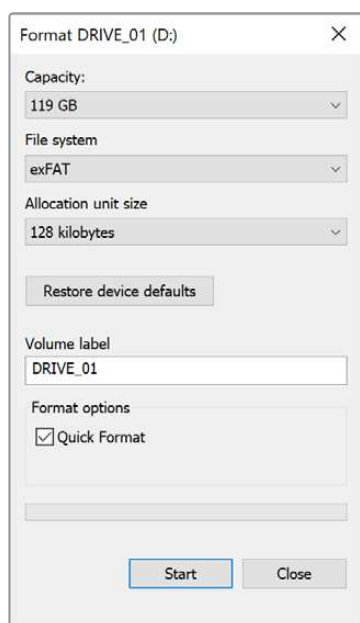 Format DRIVE_01 (D:)
Capacity:
119 GB
File system
exFAT
Allocation unit size
128 kilobytes
Restore device defaults
Volume label
DRIVE_01
Format options
Quick Format
Start Close